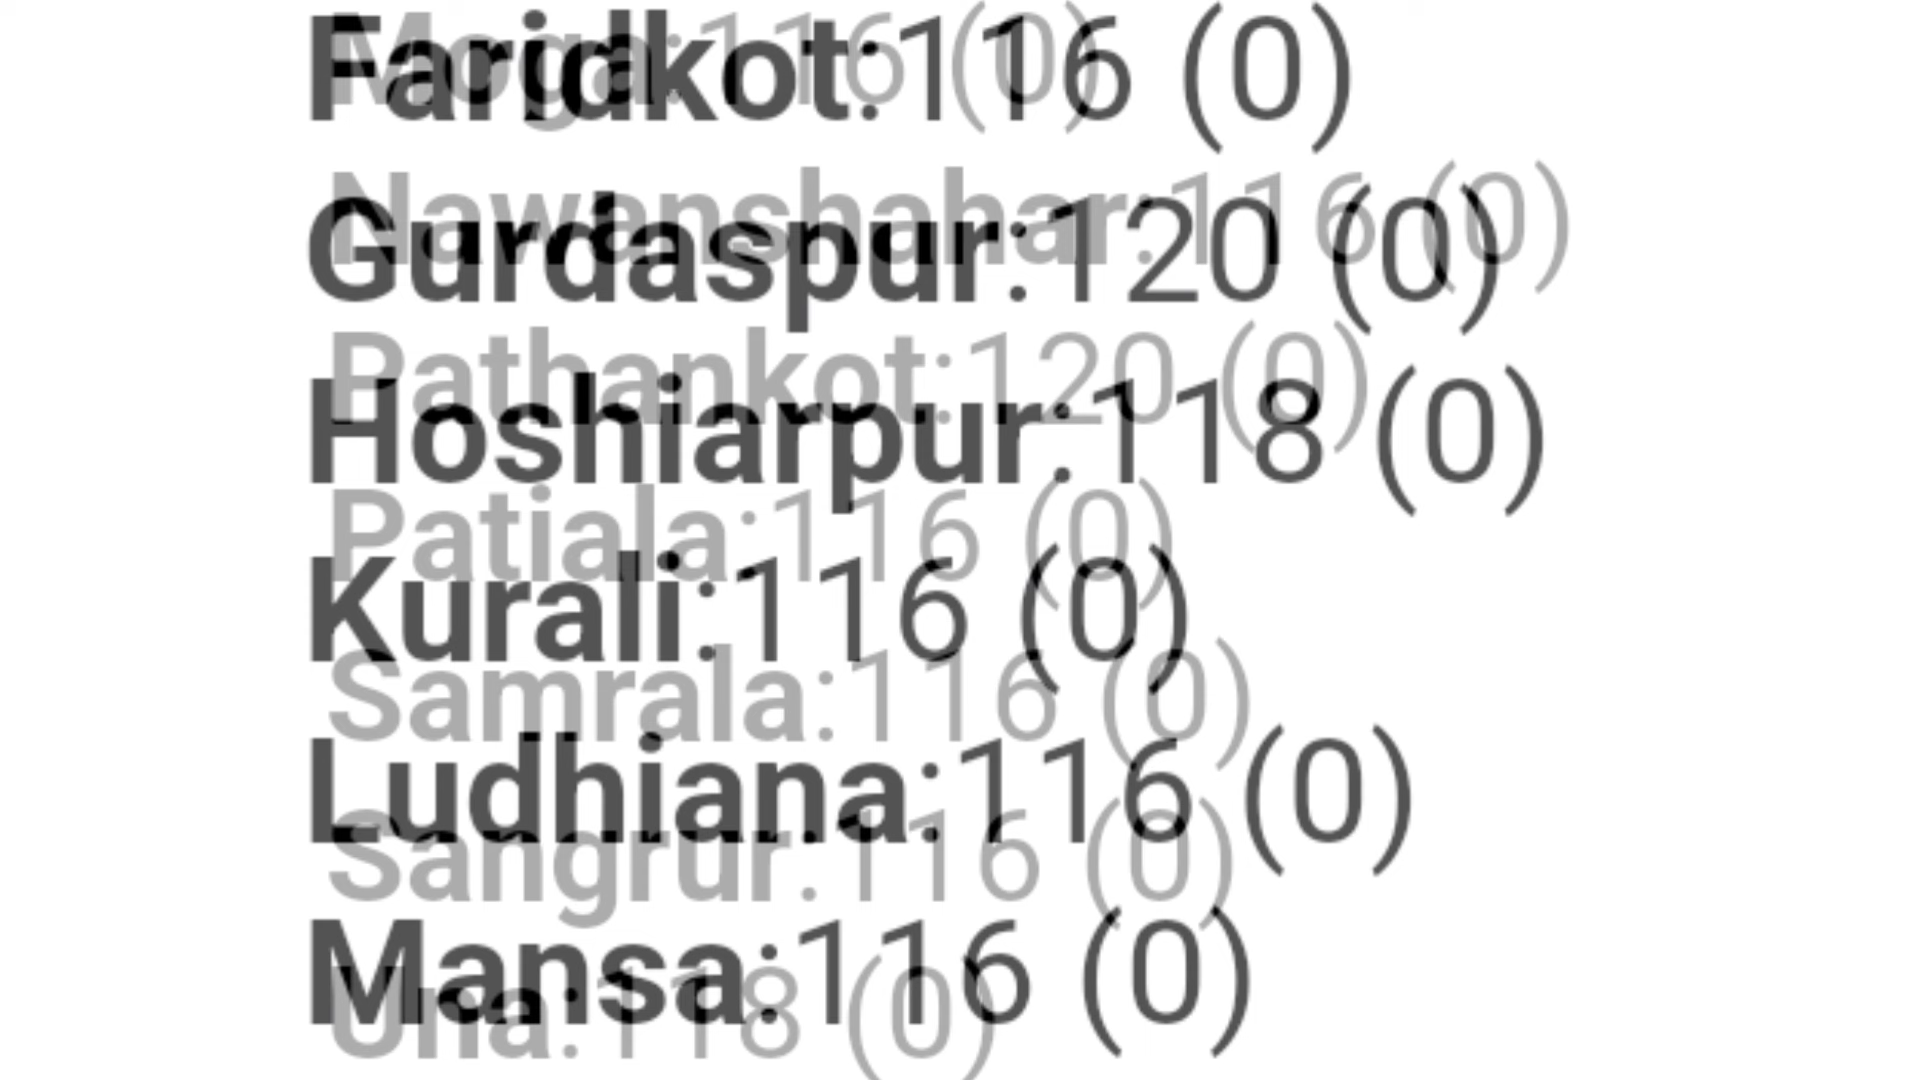 Faridkot:116 (0)
Moga:116 (0)
Nawanshahar:116 (0)
Gurdaspur:120 (0)
Pathankot:120 (0)
Hoshiarpur:118 (0)
Patiala:116 (0)
Kurali:116 (0)
Samrala:116 (0)
Ludhiana:116 (0)
Sangrur:116 (0)
Mansa:116 (0)
Una:118 (0)